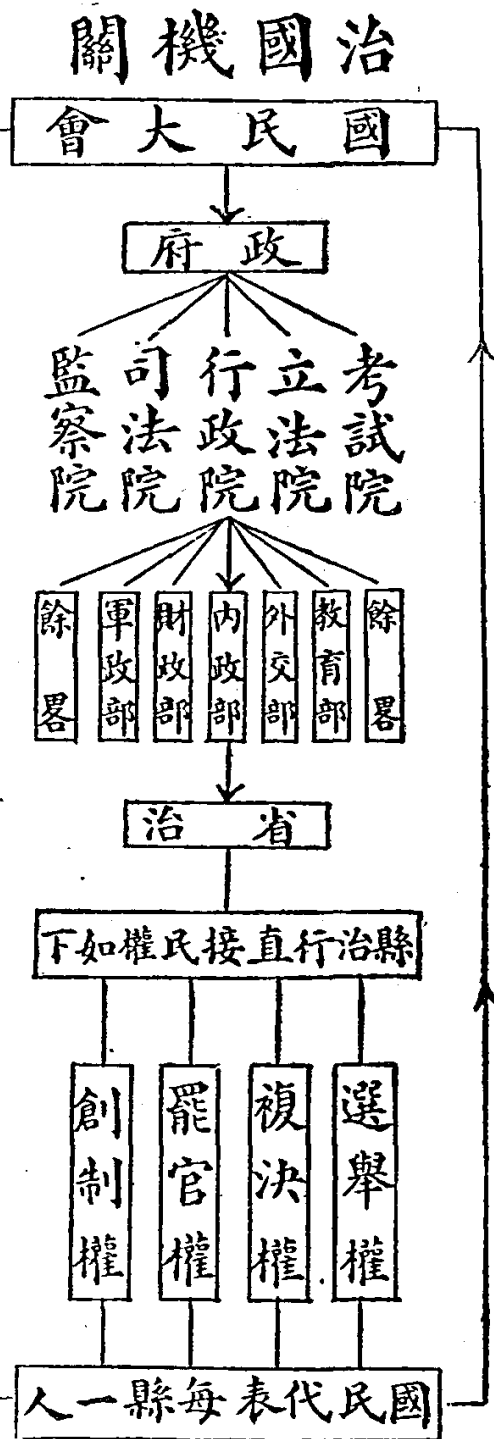 治國機關
國民大會
政府
考試院
立法院
行政院
司法院
監察院
餘畧
教育部
外交部
內政部
財政部
軍政部
餘畧
省治
縣治行直接民權如下
選舉權
複決權
罷官權
創制權
國民代表每縣一人